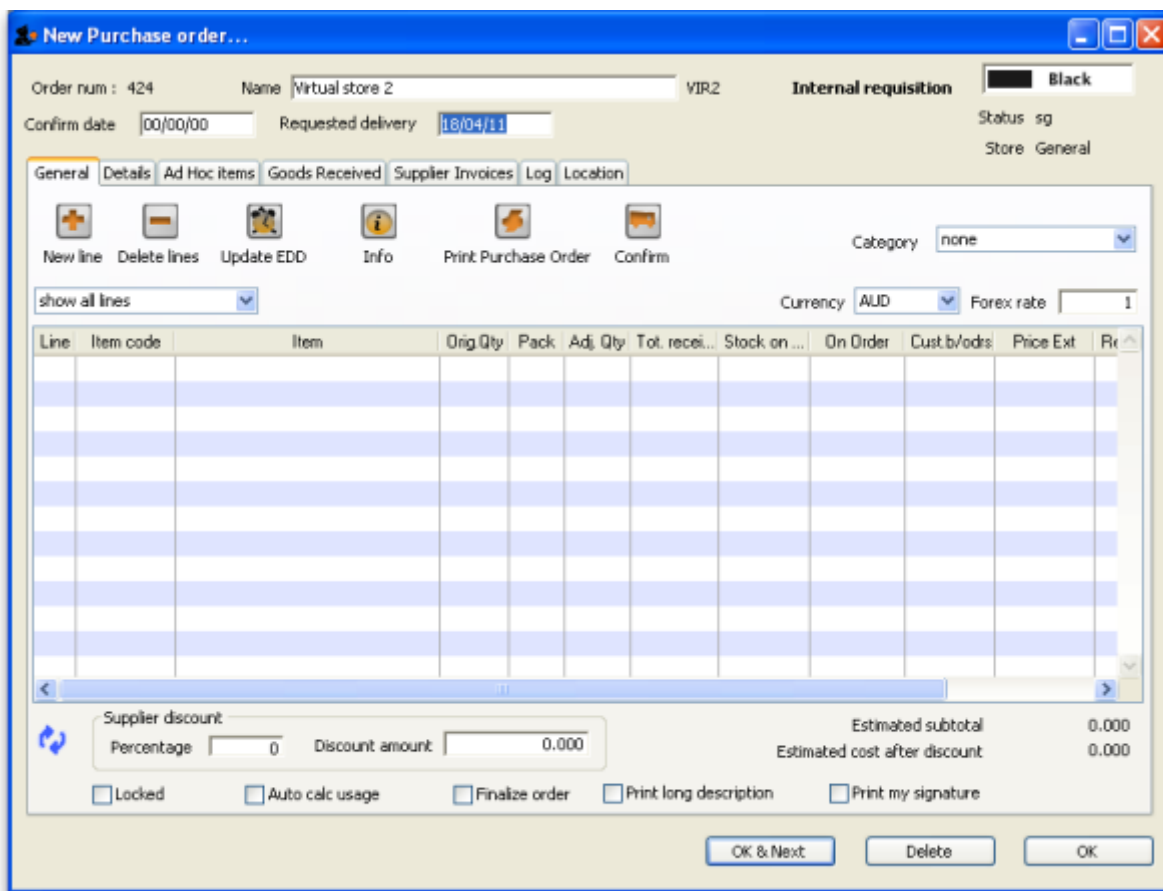 New Purchase order...
Order num : 424 Name Virtual store 2 VIR2 Internal requisition Black
Confirm date 00/00/00 Requested delivery 18/04/11 Status sg
Store General
General Details Ad Hoc items Goods Received Supplier Invoices Log Location
New line Delete lines Update EDD Info Print Purchase Order Confirm Category none
show all lines Currency AUD Forex rate 1
Line Item code Item Orig.Qty Pack Adj. Qty Tot. recei... Stock on ... On Order Cust.b/odrs Price Ext Re
Supplier discount Estimated subtotal 0.000
Percentage 0 Discount amount 0.000 Estimated cost after discount 0.000
Locked Auto calc usage Finalize order Print long description Print my signature
OK & Next Delete OK